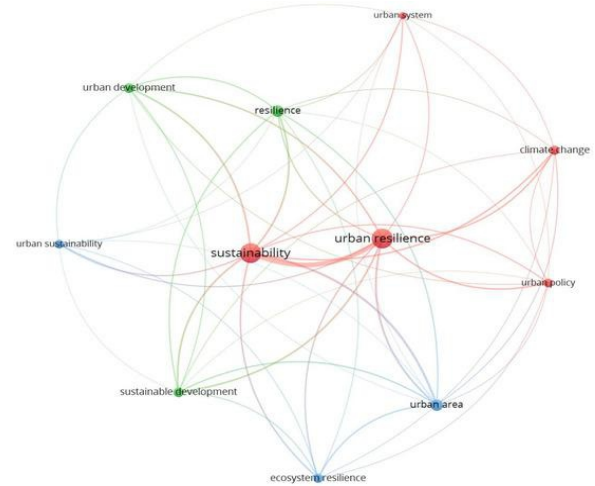 urban system
urban development
resilience
climate change
urban resilience
urban sustainability
sustainability
urban policy
sustainable development
urban area
ecosystem resilience